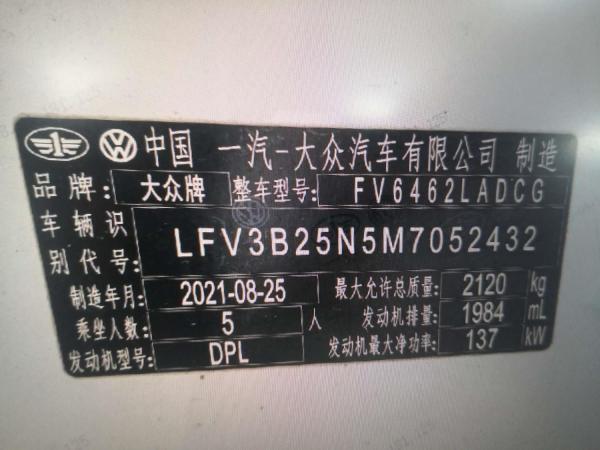 中国 一汽-大众汽车有限公司 制造
品牌: 大众牌 整车型号: FV6462LADCG
车辆识别代号: LFV3B25N5M7052432
制造年月: 2021-08-25 最大允许总质量: 2120 kg
乘坐人数: 5 人 发动机排量: 1984 mL
发动机型号: DPL 发动机最大净功率: 137 kW